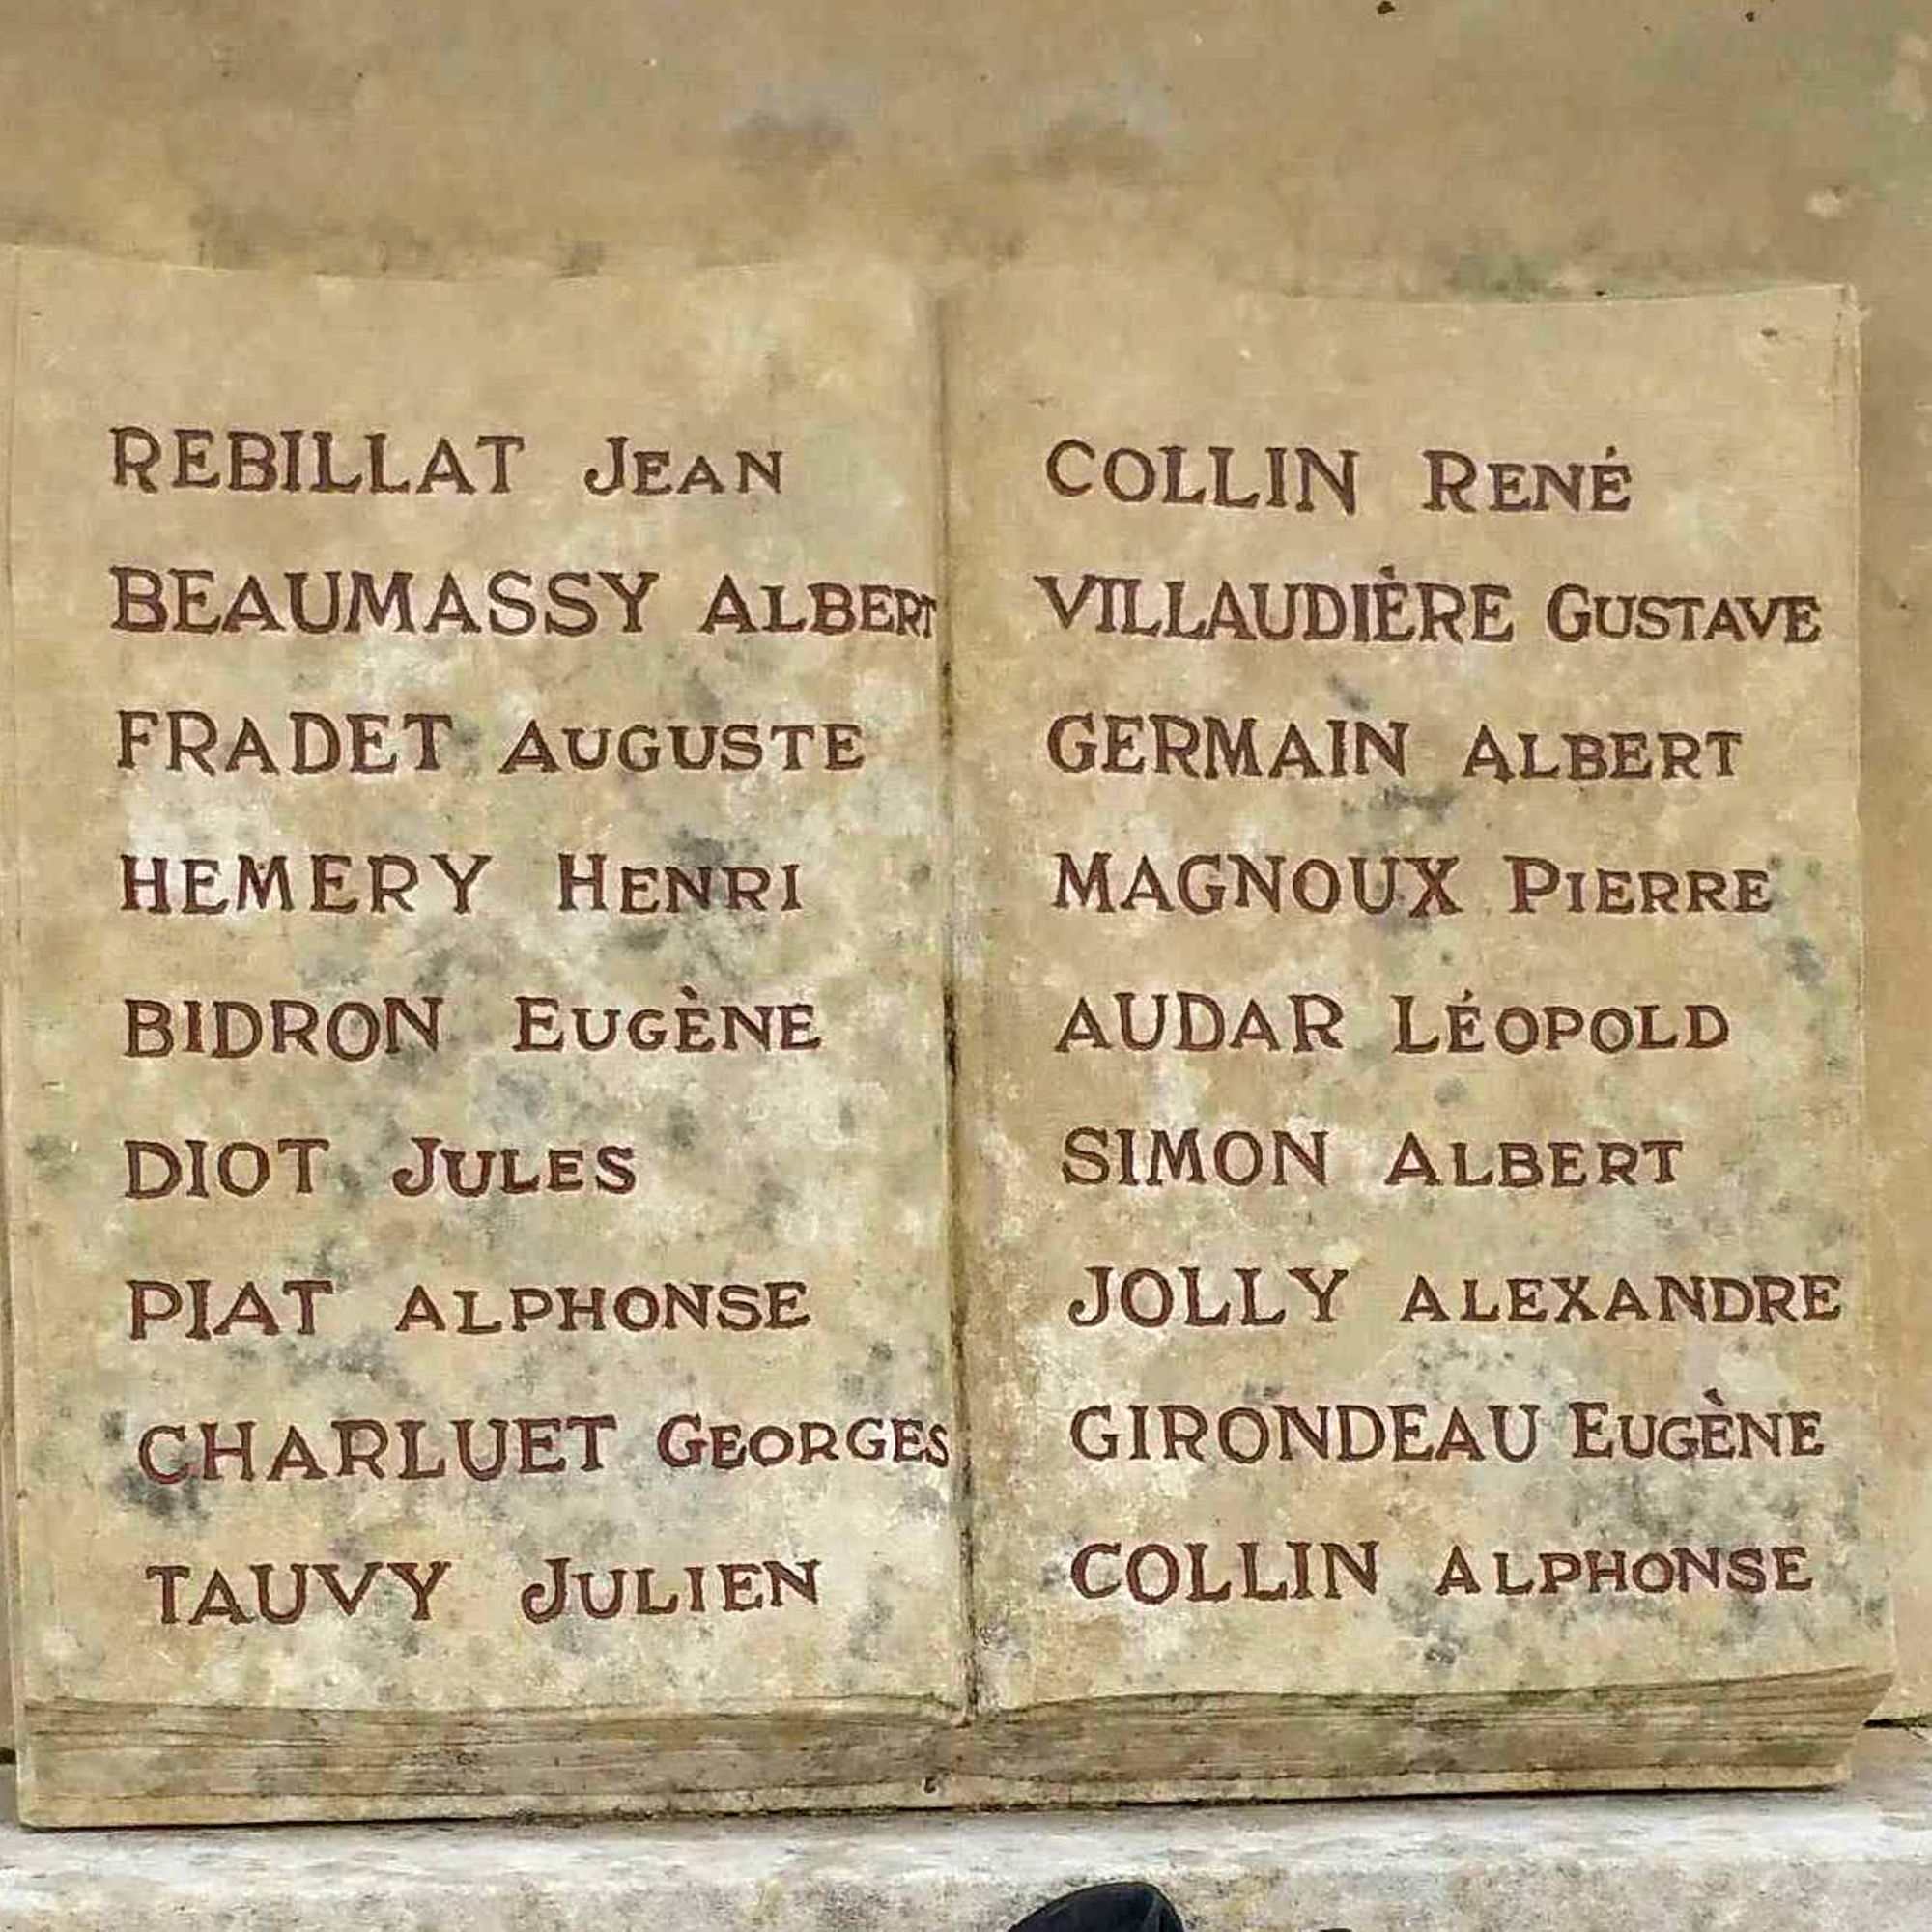 REBILLAT JEAN
BEAUMASSY ALBERT
FRADET AUGUSTE
HEMERY HENRI
BIDRON EUGÈNE
DIOT JULES
PIAT ALPHONSE
CHARLUET GEORGES
TAUVY JULIEN
COLLIN RENÉ
VILLAUDIÈRE GUSTAVE
GERMAIN ALBERT
MAGNOUX PIERRE
AUDAR LÉOPOLD
SIMON ALBERT
JOLLY ALEXANDRE
GIRONDEAU EUGÈNE
COLLIN ALPHONSE